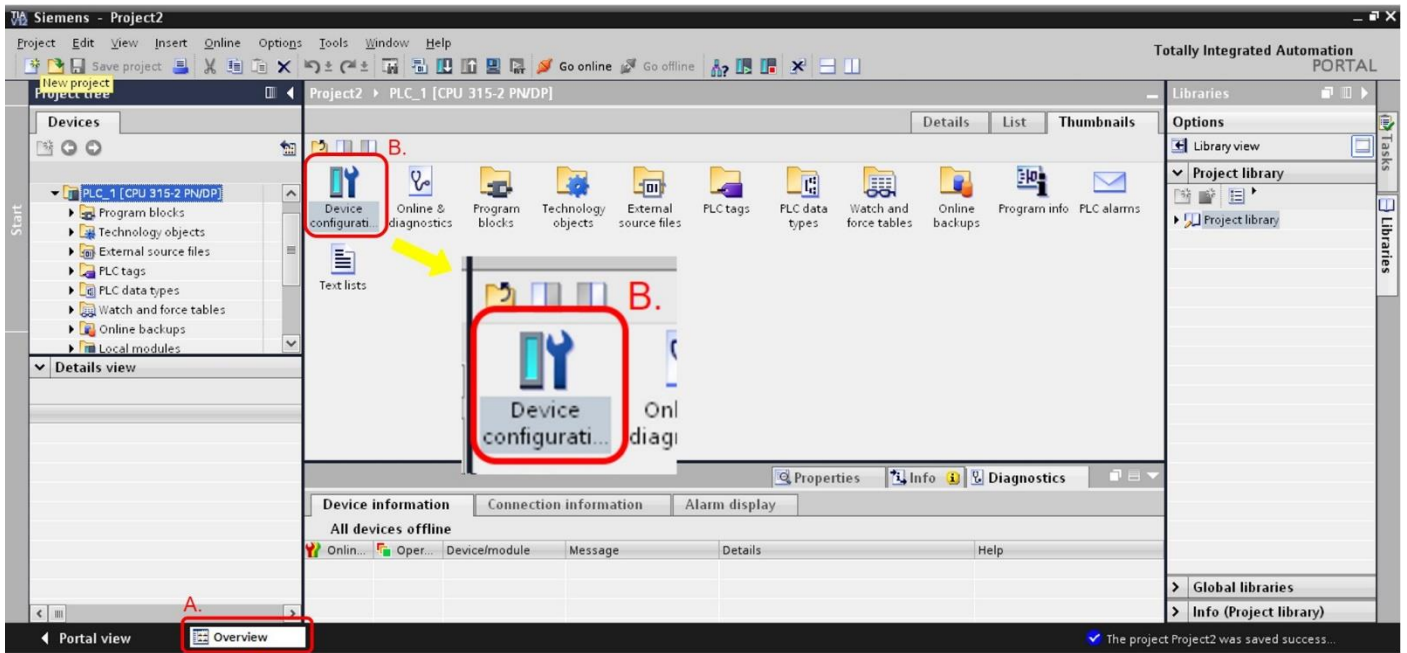 Siemens - Project2
Project Edit View Insert Online Options Tools Window Help
Totally Integrated Automation
PORTAL
Save project Go online Go offline
New project
Project tree
Project2 PLC_1 [CPU 315-2 PN/DP]
Libraries
Devices
Details List Thumbnails
Options
B.
Library view
Project library
Project library
PLC_1 [CPU 315-2 PN/DP]
Program blocks
Technology objects
External source files
PLC tags
PLC data types
Watch and force tables
Online backups
Local modules
Device configurati...
Online & diagnostics
Program blocks
Technology objects
External source files
PLC tags
PLC data types
Watch and force tables
Online backups
Program info
PLC alarms
Text lists
B.
Device
configurati...
Onl
diagn
Details view
Properties Info Diagnostics
Device information Connection information Alarm display
All devices offline
Onlin... Oper... Device/module Message Details Help
Global libraries
Info (Project library)
A.
Portal view Overview
The project Project2 was saved success...
Start
Tasks
Libraries